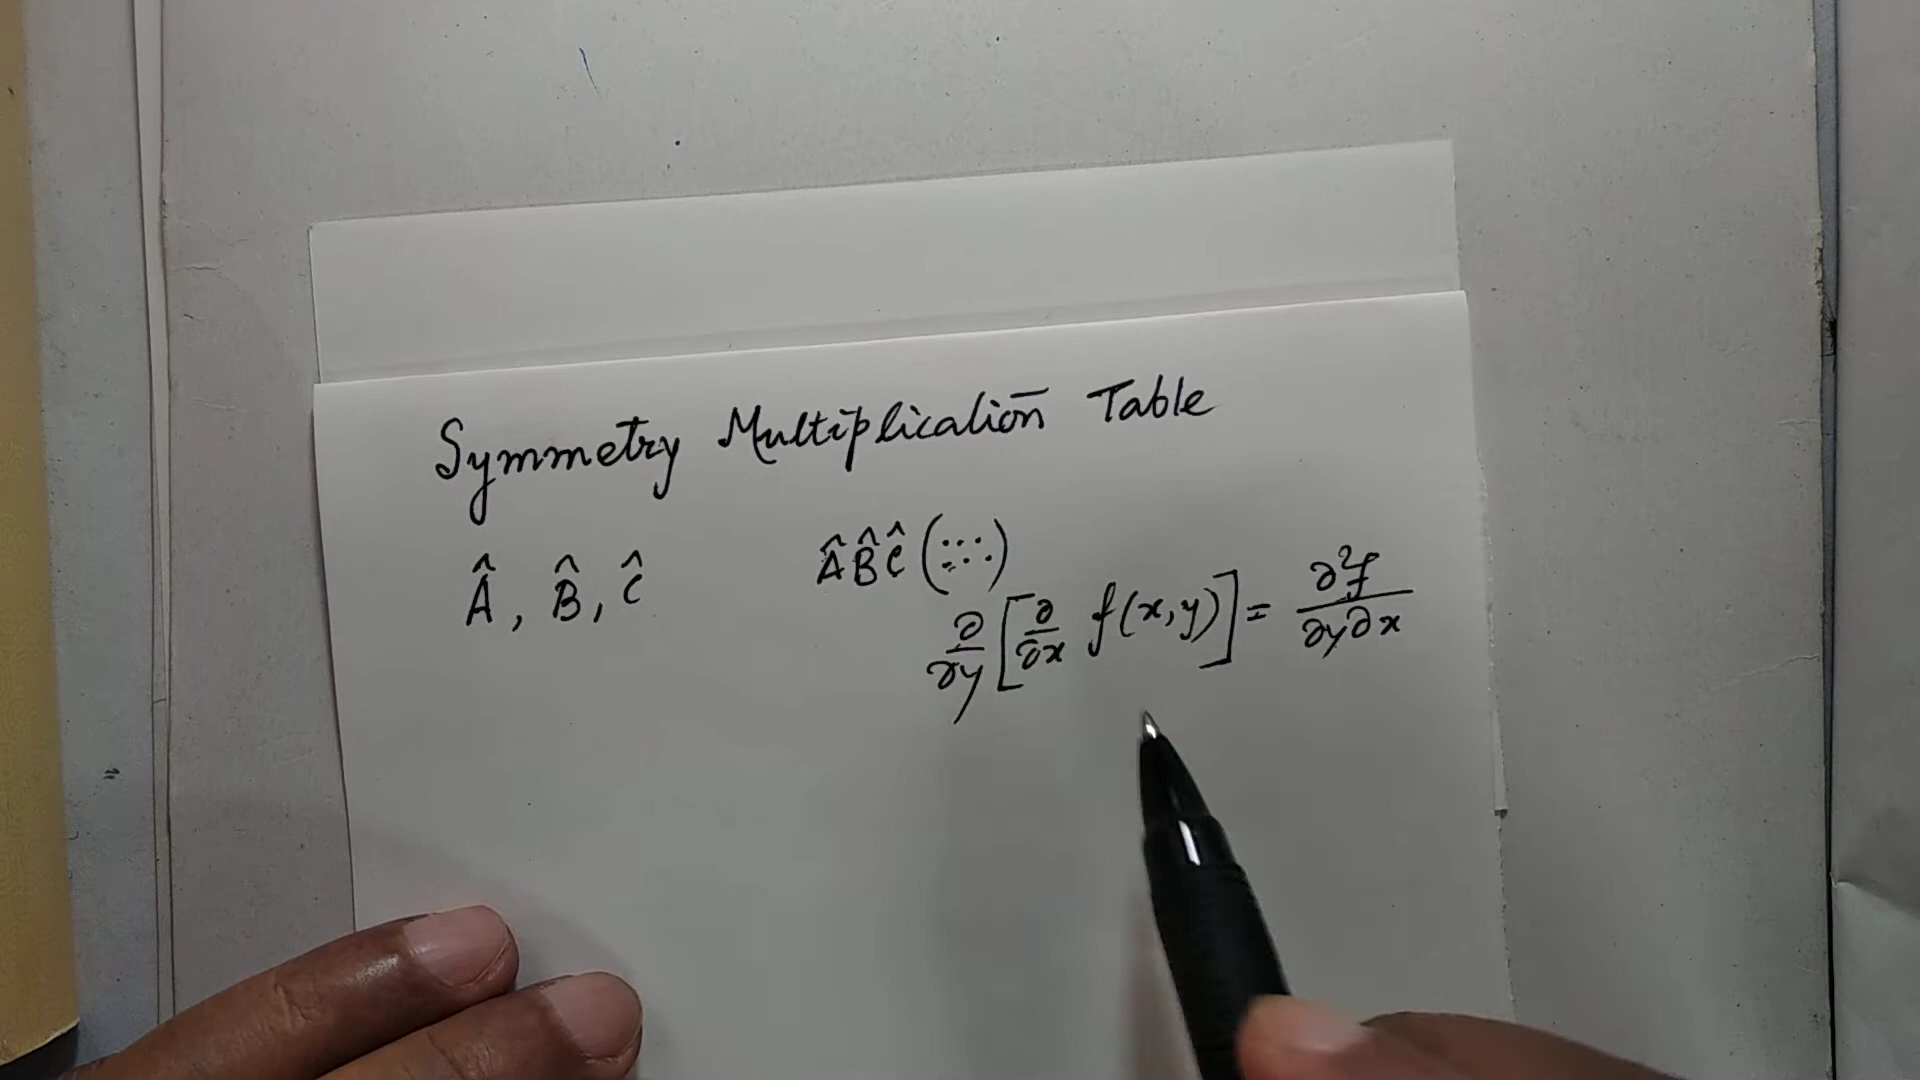 Symmetry Multiplication Table
Â, B̂, Ĉ
ÂB̂Ĉ(::::)
∂/∂y[∂/∂x f(x,y)] = ∂²f/∂y∂x